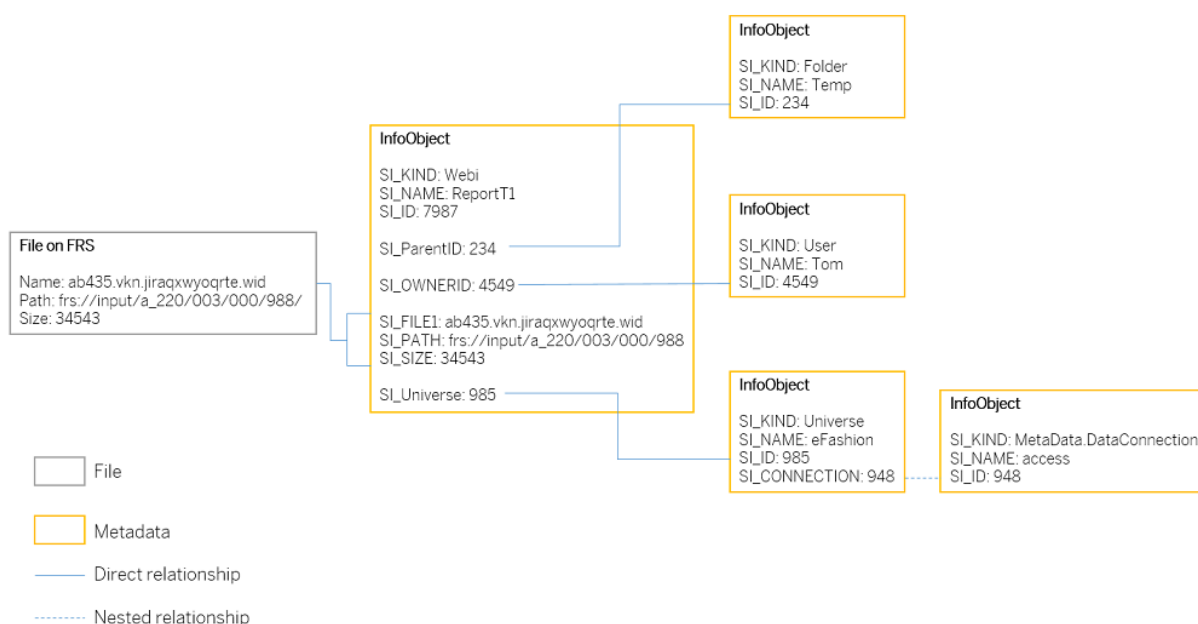 InfoObject
SI_KIND: Folder
SI_NAME: Temp
SI_ID: 234
InfoObject
SI_KIND: Webi
SI_NAME: ReportT1
SI_ID: 7987
SI_ParentID: 234
SI_OWNERID: 4549
SI_FILE1: ab435.vkn.jiraqxwyoqrte.wid
SI_PATH: frs://input/a_220/003/000/988
SI_SIZE: 34543
SI_Universe: 985
InfoObject
SI_KIND: User
SI_NAME: Tom
SI_ID: 4549
File on FRS
Name: ab435.vkn.jiraqxwyoqrte.wid
Path: frs://input/a_220/003/000/988/
Size: 34543
InfoObject
SI_KIND: Universe
SI_NAME: eFashion
SI_ID: 985
SI_CONNECTION: 948
InfoObject
SI_KIND: MetaData.DataConnection
SI_NAME: access
SI_ID: 948
File
Metadata
Direct relationship
Nested relationship